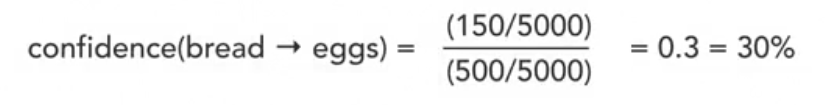 confidence(bread → eggs) = (150/5000) / (500/5000) = 0.3 = 30%